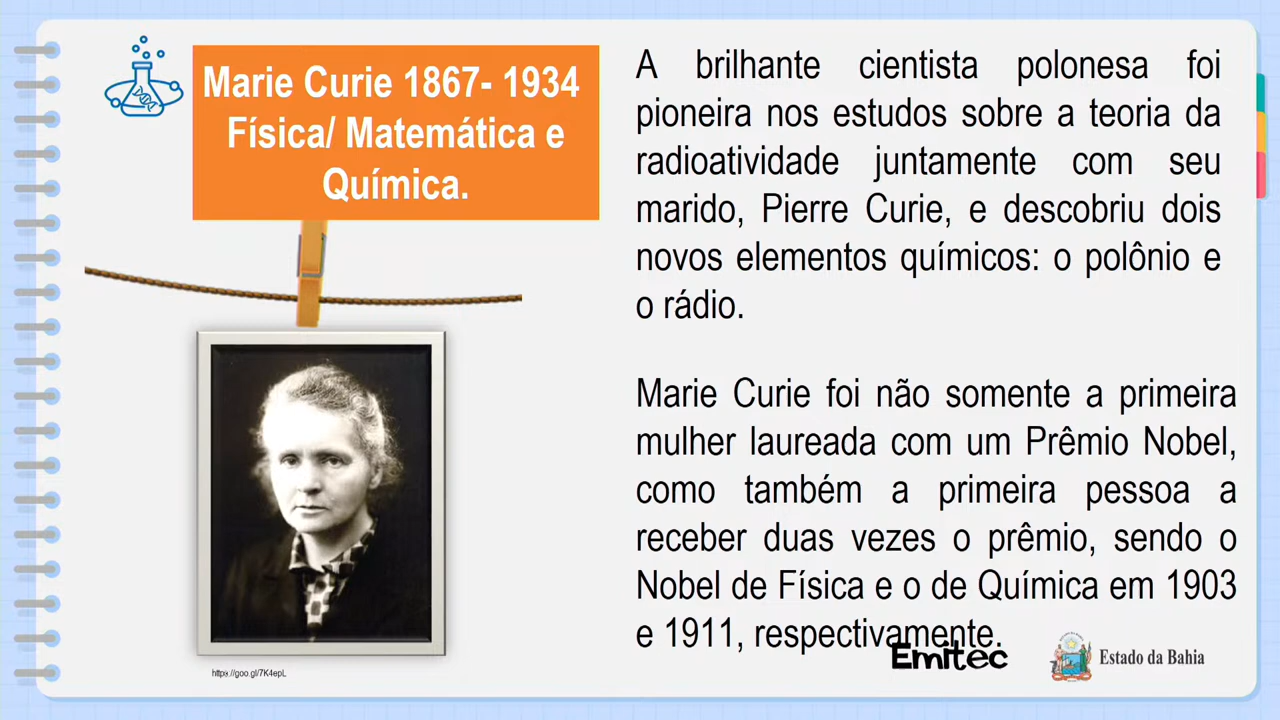 Marie Curie 1867- 1934
Física/ Matemática e
Química.
A brilhante cientista polonesa foi
pioneira nos estudos sobre a teoria da
radioatividade juntamente com seu
marido, Pierre Curie, e descobriu dois
novos elementos químicos: o polônio e
o rádio.
Marie Curie foi não somente a primeira
mulher laureada com um Prêmio Nobel,
como também a primeira pessoa a
receber duas vezes o prêmio, sendo o
Nobel de Física e o de Química em 1903
e 1911, respectivamente.
https://goo.gl/7K4epL
Emitec
Estado da Bahia